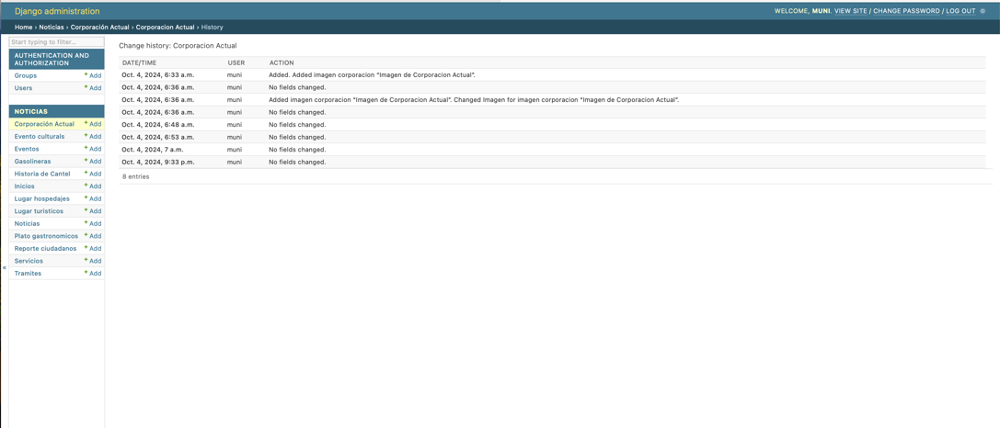 Django administration
WELCOME, MUNI. VIEW SITE / CHANGE PASSWORD / LOG OUT
Home › Noticias › Corporación Actual › Corporacion Actual › History
Start typing to filter...
AUTHENTICATION AND
AUTHORIZATION
Groups + Add
Users + Add
NOTICIAS
Corporación Actual + Add
Evento culturals + Add
Eventos + Add
Gasolineras + Add
Historia de Cantel + Add
Inicios + Add
Lugar hospedajes + Add
Lugar turisticos + Add
Noticias + Add
Plato gastronomicos + Add
Reporte ciudadanos + Add
Servicios + Add
Tramites + Add
«
Change history: Corporacion Actual
DATE/TIME USER ACTION
Oct. 4, 2024, 6:33 a.m. muni Added. Added imagen corporacion “Imagen de Corporacion Actual”.
Oct. 4, 2024, 6:36 a.m. muni No fields changed.
Oct. 4, 2024, 6:36 a.m. muni Added imagen corporacion “Imagen de Corporacion Actual”. Changed Imagen for imagen corporacion “Imagen de Corporacion Actual”.
Oct. 4, 2024, 6:36 a.m. muni No fields changed.
Oct. 4, 2024, 6:48 a.m. muni No fields changed.
Oct. 4, 2024, 6:53 a.m. muni No fields changed.
Oct. 4, 2024, 7 a.m. muni No fields changed.
Oct. 4, 2024, 9:33 p.m. muni No fields changed.
8 entries